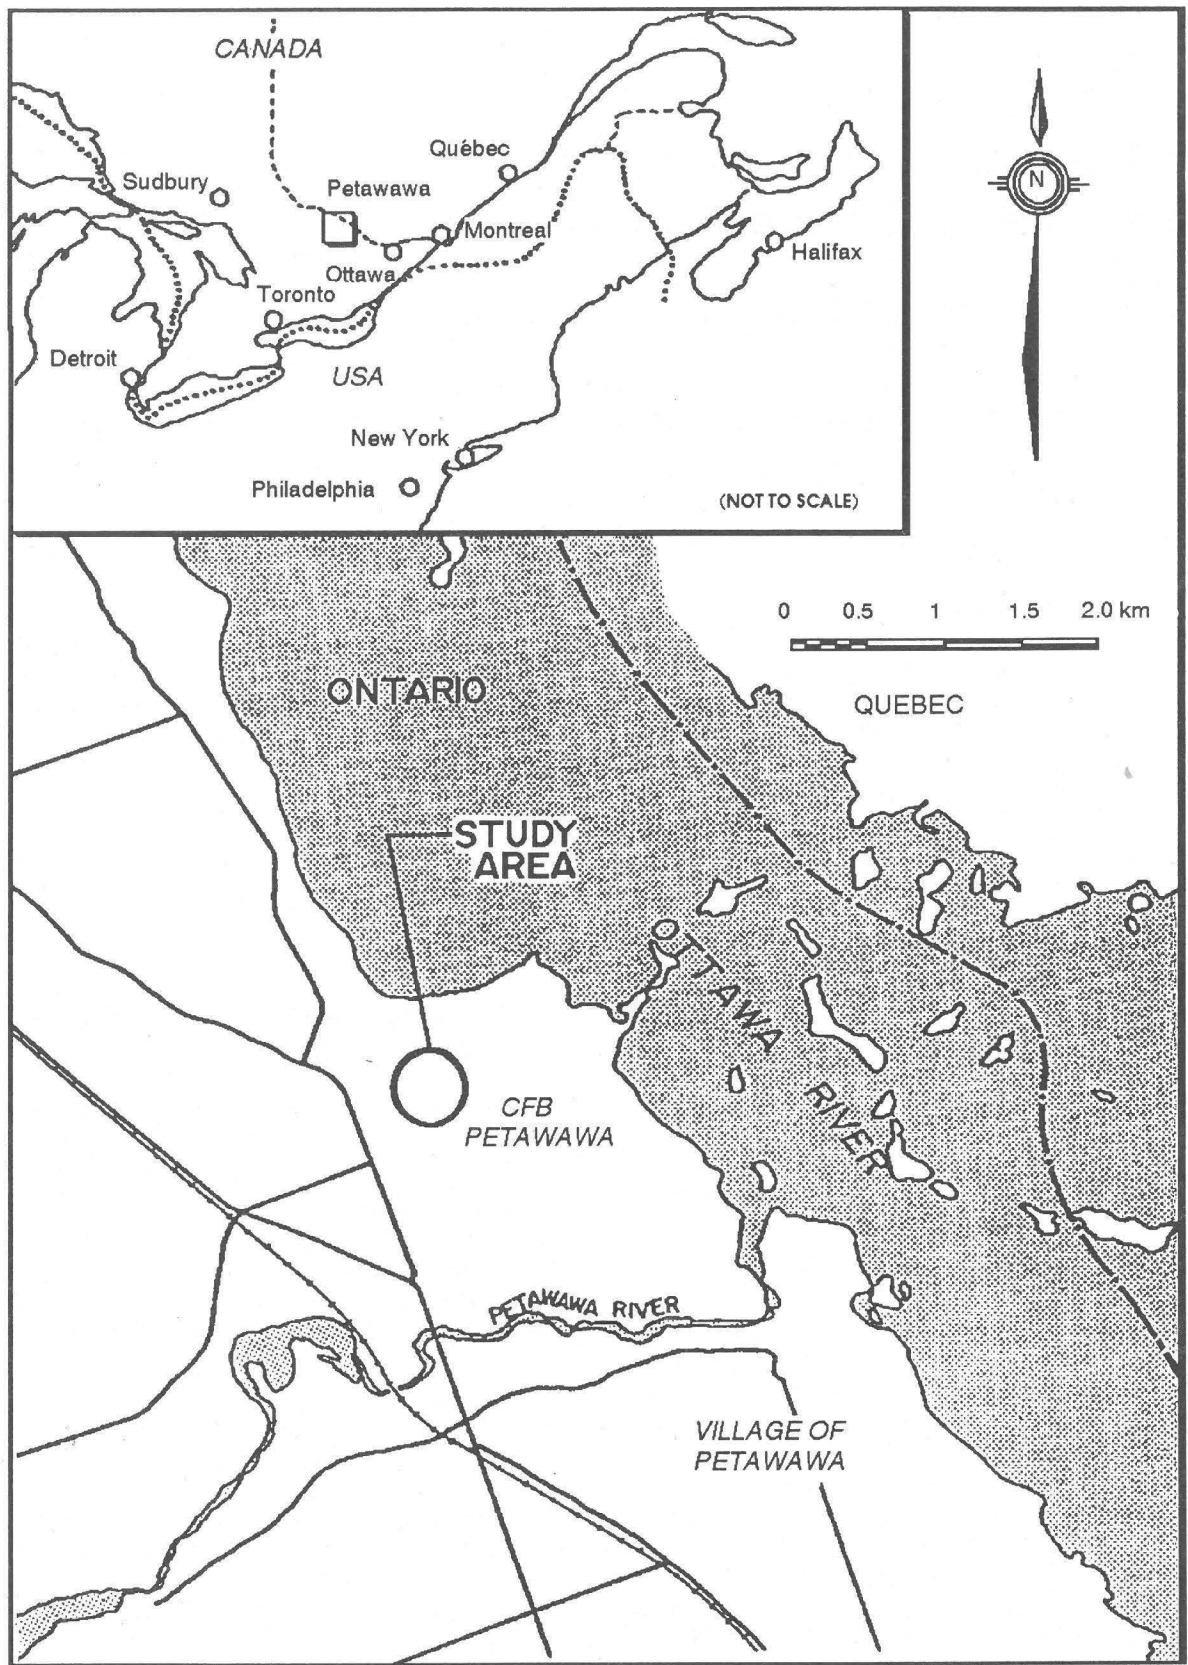 CANADA
Québec
Sudbury
Petawawa
Montreal
Halifax
Ottawa
Toronto
Detroit
USA
New York
Philadelphia
(NOT TO SCALE)
N
0 0.5 1 1.5 2.0 km
ONTARIO
QUEBEC
STUDY
AREA
OTTAWA RIVER
CFB
PETAWAWA
PETAWAWA RIVER
VILLAGE OF
PETAWAWA